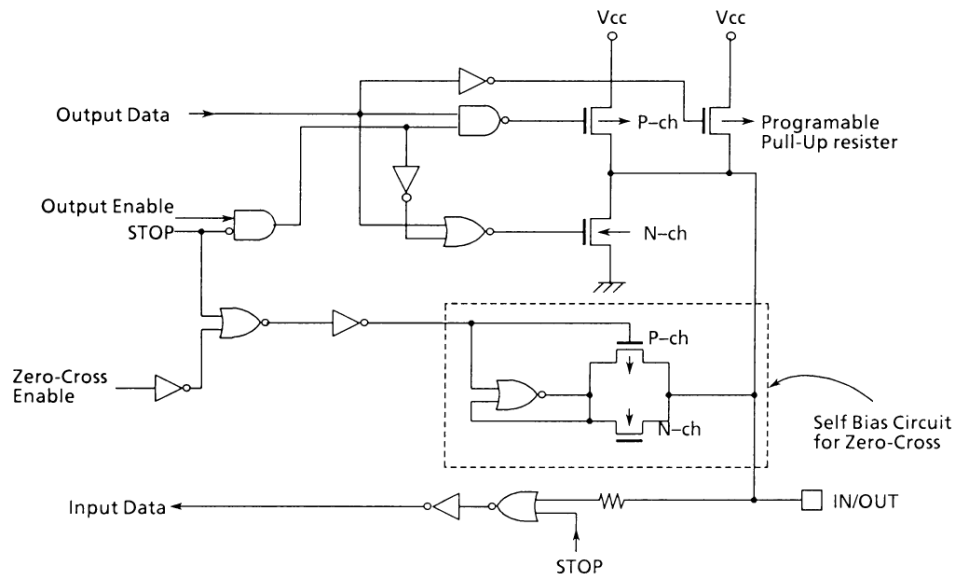 Vcc
Vcc
Output Data
P–ch
Programable
Pull-Up resister
Output Enable
STOP
N–ch
P–ch
Zero-Cross
Enable
N–ch
Self Bias Circuit
for Zero-Cross
Input Data
IN/OUT
STOP